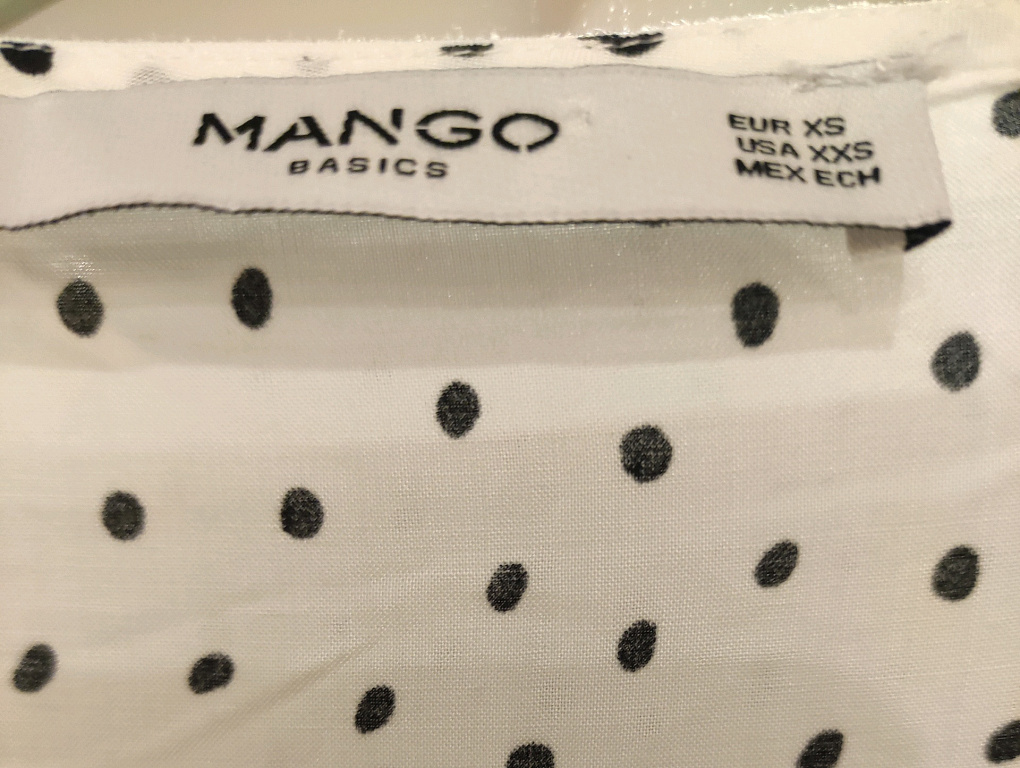 MANGO
BASICS
EUR XS
USA XXS
MEX ECH